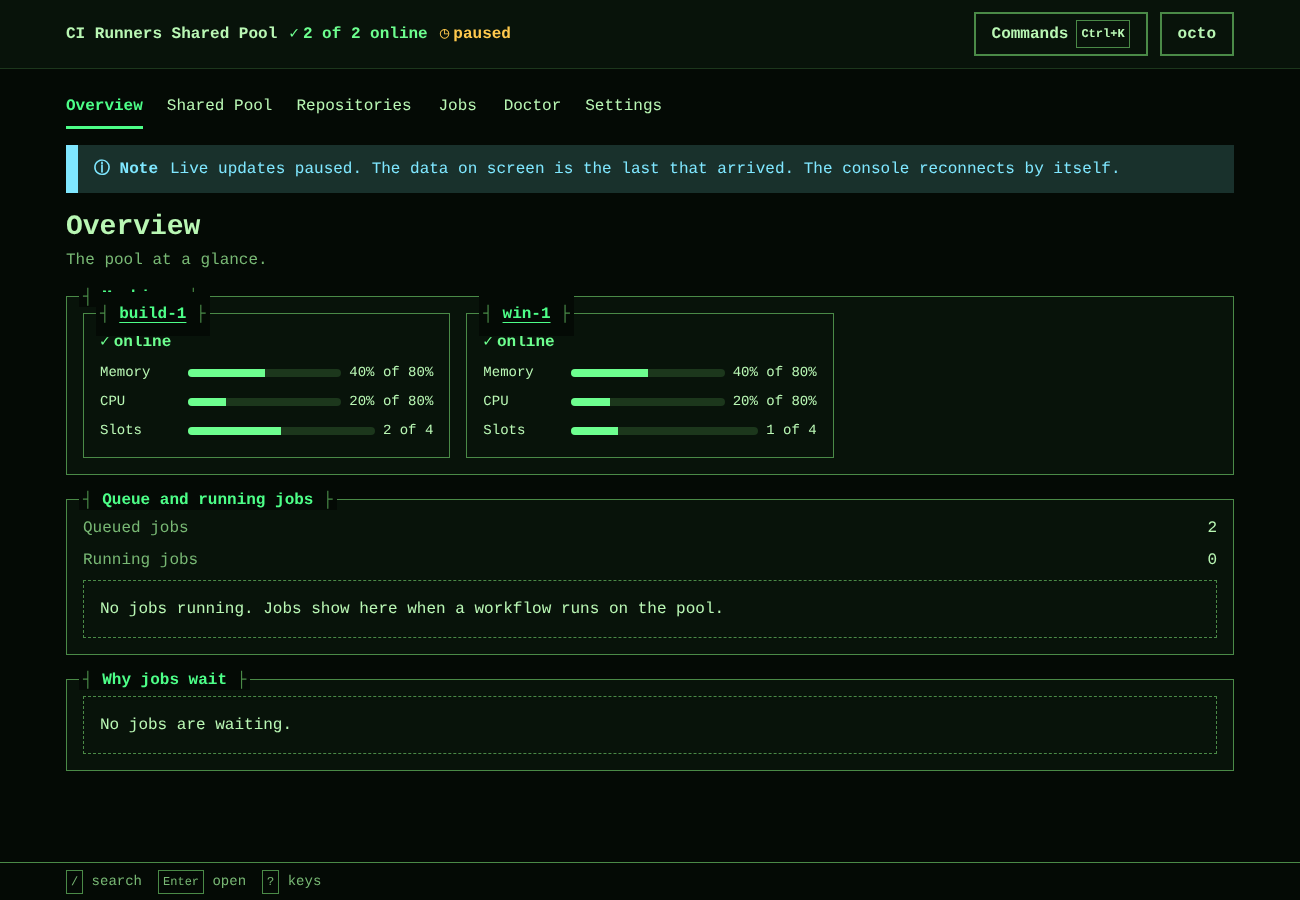 CI Runners Shared Pool ✓ 2 of 2 online ◷ paused Commands Ctrl+K octo
Overview Shared Pool Repositories Jobs Doctor Settings
ⓘ Note Live updates paused. The data on screen is the last that arrived. The console reconnects by itself.
Overview
The pool at a glance.
build-1
✓ online
Memory 40% of 80%
CPU 20% of 80%
Slots 2 of 4
win-1
✓ online
Memory 40% of 80%
CPU 20% of 80%
Slots 1 of 4
Queue and running jobs
Queued jobs 2
Running jobs 0
No jobs running. Jobs show here when a workflow runs on the pool.
Why jobs wait
No jobs are waiting.
/ search Enter open ? keys